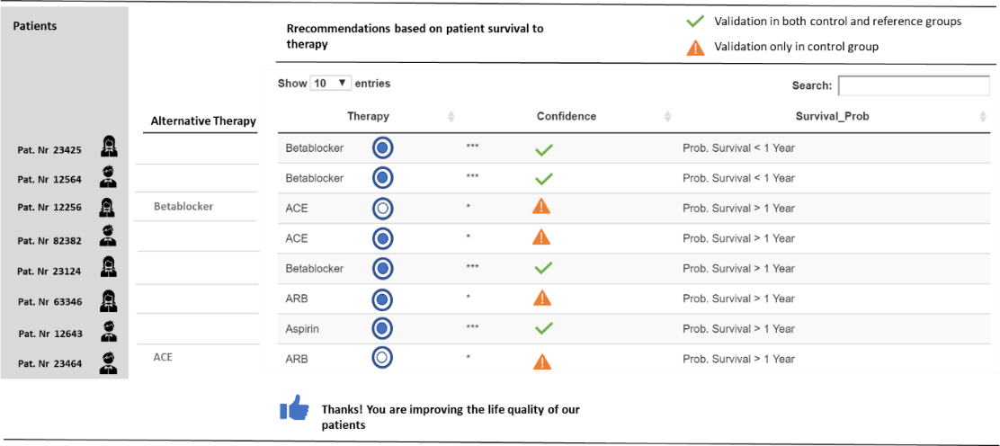 Patients
Rrecommendations based on patient survival to
therapy
Validation in both control and reference groups
Validation only in control group
Show 10 ▼ entries
Search:
Alternative Therapy
Therapy Confidence Survival_Prob
Pat. Nr 23425 Betablocker *** Prob. Survival < 1 Year
Pat. Nr 12564 Betablocker *** Prob. Survival < 1 Year
Pat. Nr 12256 Betablocker ACE * Prob. Survival > 1 Year
Pat. Nr 82382 ACE * Prob. Survival > 1 Year
Pat. Nr 23124 Betablocker *** Prob. Survival > 1 Year
Pat. Nr 63346 ARB * Prob. Survival > 1 Year
Pat. Nr 12643 Aspirin *** Prob. Survival > 1 Year
Pat. Nr 23464 ACE ARB * Prob. Survival > 1 Year
Thanks! You are improving the life quality of our
patients